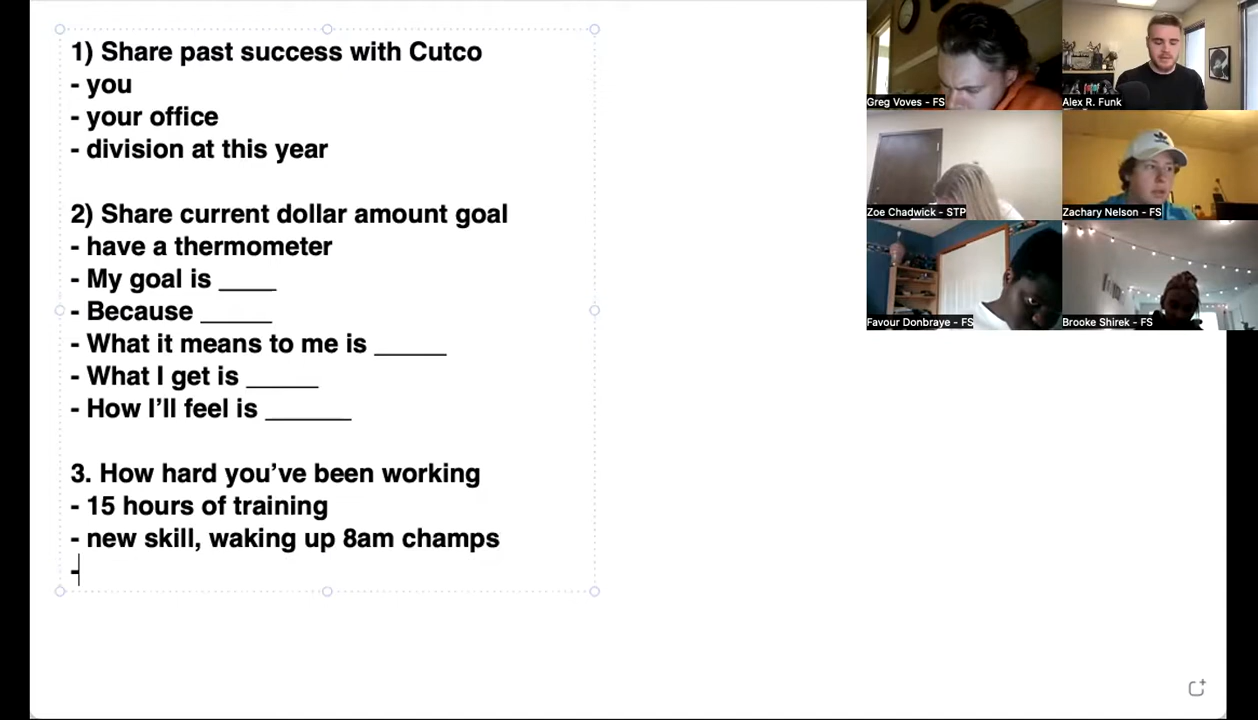 1) Share past success with Cutco
- you
- your office
- division at this year

2) Share current dollar amount goal
- have a thermometer
- My goal is ____
- Because _____
- What it means to me is _____
- What I get is _____
- How I’ll feel is ______

3. How hard you’ve been working
- 15 hours of training
- new skill, waking up 8am champs
-
Greg Voves - FS
Alex R. Funk
Zoe Chadwick - STP
Zachary Nelson - FS
Favour Donbraye - FS
Brooke Shirek - FS